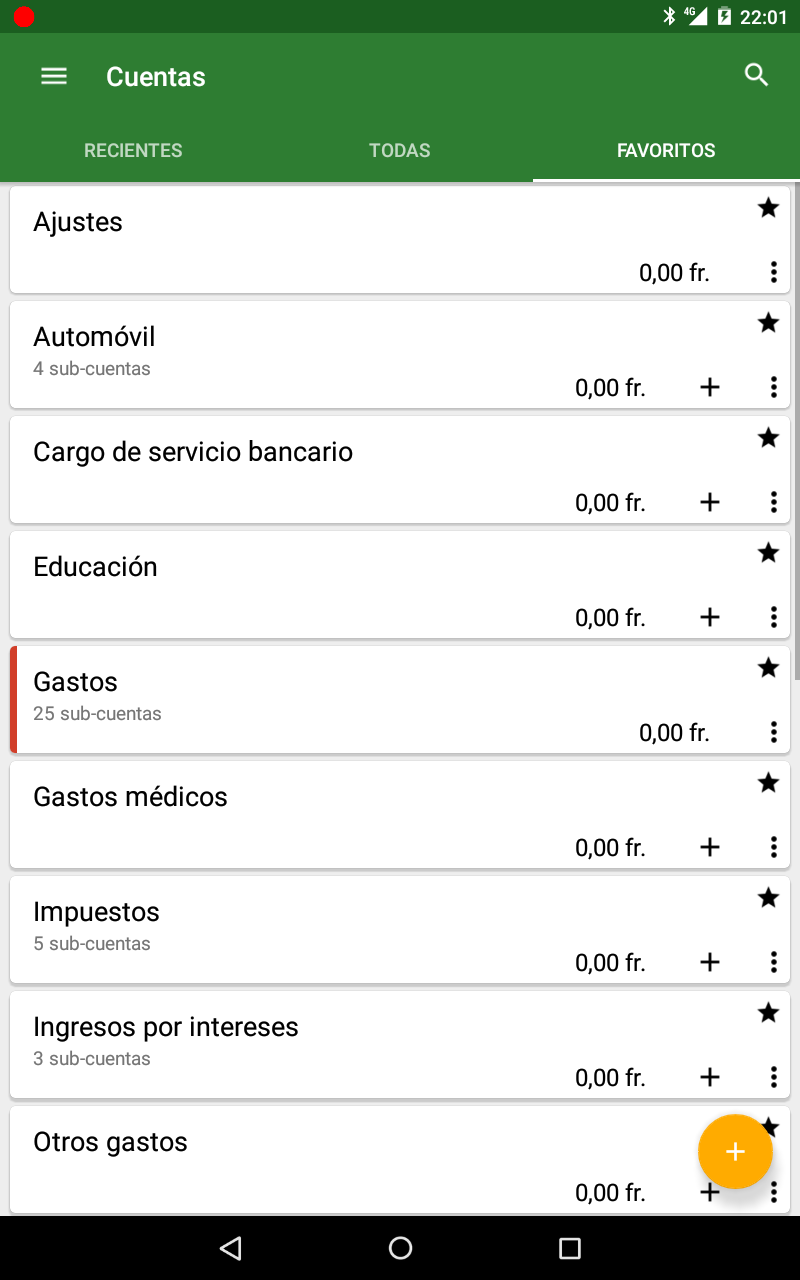 4G 22:01
Cuentas
RECIENTES TODAS FAVORITOS
Ajustes
0,00 fr.
Automóvil
4 sub-cuentas
0,00 fr.
Cargo de servicio bancario
0,00 fr.
Educación
0,00 fr.
Gastos
25 sub-cuentas
0,00 fr.
Gastos médicos
0,00 fr.
Impuestos
5 sub-cuentas
0,00 fr.
Ingresos por intereses
3 sub-cuentas
0,00 fr.
Otros gastos
0,00 fr.